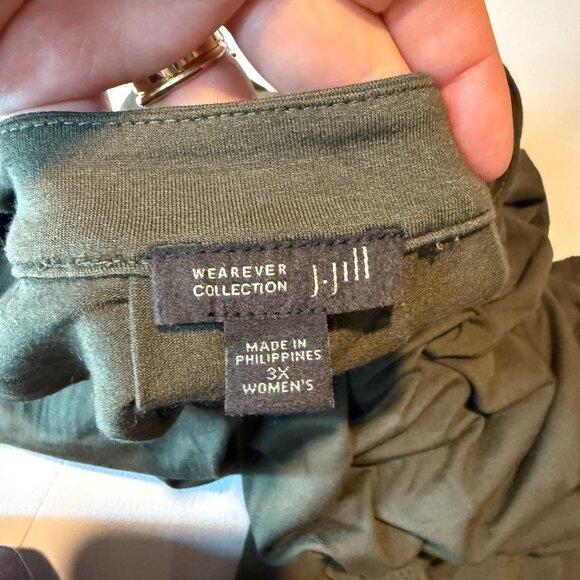 WEAREVER
COLLECTION
J.Jill
MADE IN
PHILIPPINES
3X
WOMEN'S